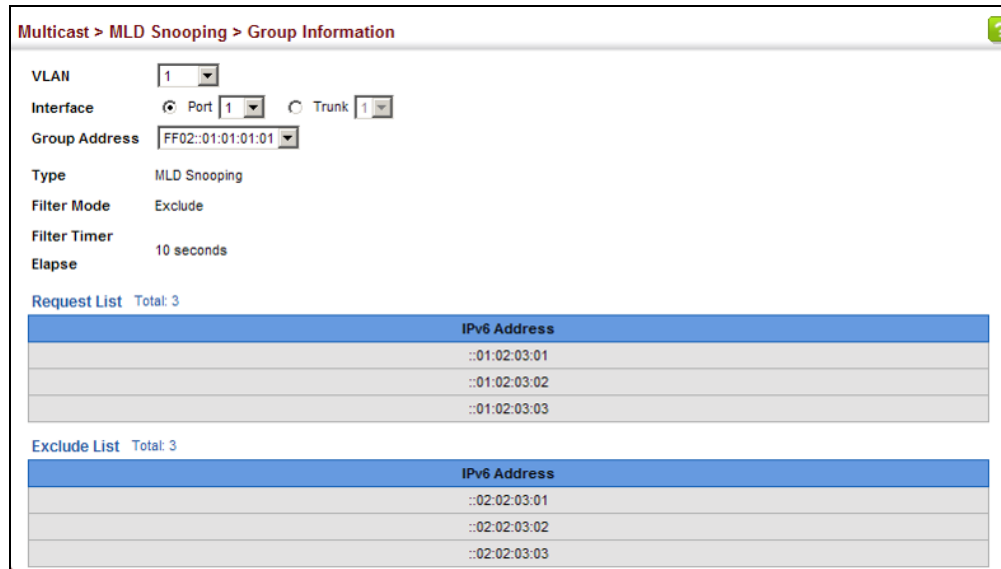 Multicast > MLD Snooping > Group Information
?
VLAN 1
Interface Port 1 Trunk 1
Group Address FF02::01:01:01:01
Type MLD Snooping
Filter Mode Exclude
Filter Timer
Elapse 10 seconds
Request List Total: 3
IPv6 Address
::01:02:03:01
::01:02:03:02
::01:02:03:03
Exclude List Total: 3
IPv6 Address
::02:02:03:01
::02:02:03:02
::02:02:03:03